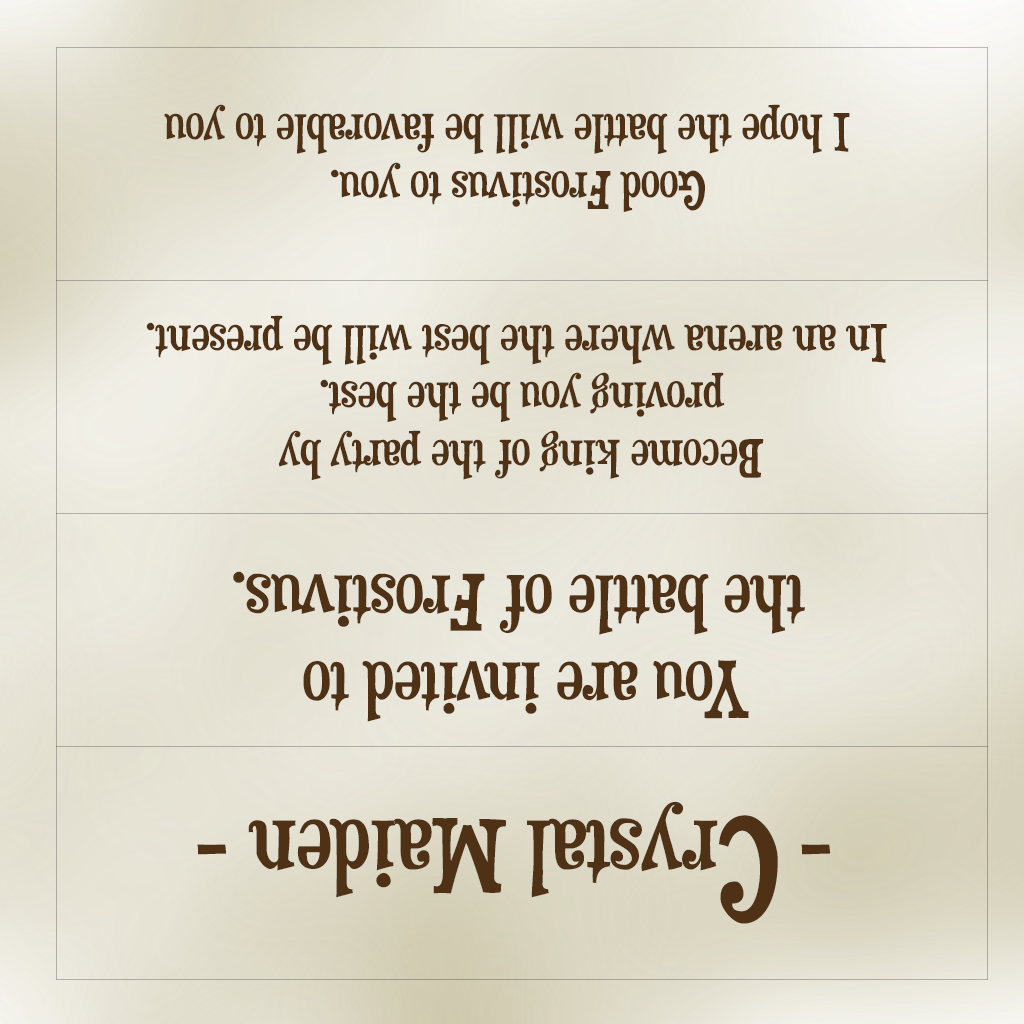 - Crystal Maiden -
You are invited to
the battle of Frostivus.
Become king of the party by
proving you be the best.
In an arena where the best will be present.
Good Frostivus to you.
I hope the battle will be favorable to you